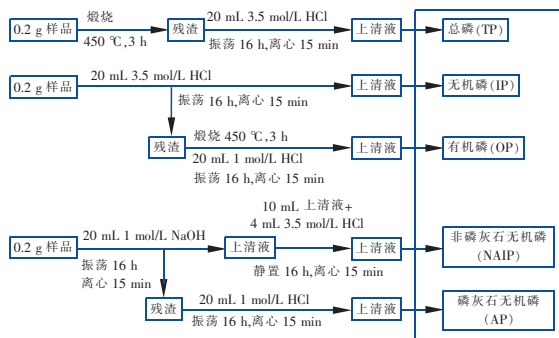 0.2 g 样品
煅烧
450 ℃,3 h
残渣
20 mL 3.5 mol/L HCl
振荡 16 h,离心 15 min
上清液
总磷(TP)
0.2 g 样品
20 mL 3.5 mol/L HCl
振荡 16 h,离心 15 min
上清液
无机磷(IP)
残渣
煅烧 450 ℃,3 h
20 mL 1 mol/L HCl
振荡 16 h,离心 15 min
上清液
有机磷(OP)
0.2 g 样品
20 mL 1 mol/L NaOH
振荡 16 h
离心 15 min
上清液
10 mL 上清液+
4 mL 3.5 mol/L HCl
静置 16 h,离心 15 min
上清液
非磷灰石无机磷
(NAIP)
残渣
20 mL 1 mol/L HCl
振荡 16 h,离心 15 min
上清液
磷灰石无机磷
(AP)